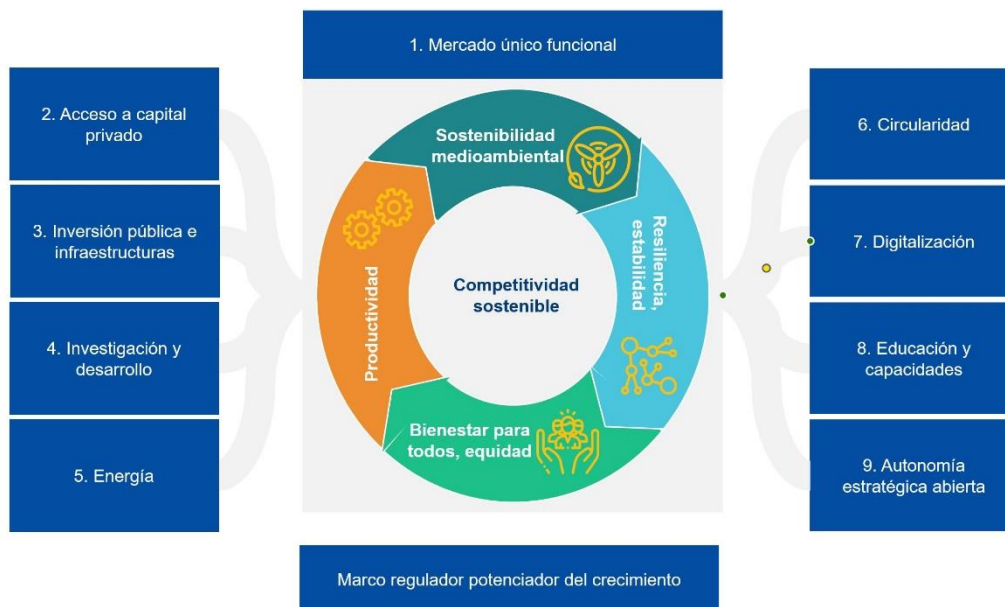 1. Mercado único funcional
2. Acceso a capital
privado
3. Inversión pública e
infraestructuras
4. Investigación y
desarrollo
5. Energía
Sostenibilidad
medioambiental
Resiliencia,
estabilidad
Productividad
Competitividad
sostenible
Bienestar para
todos, equidad
6. Circularidad
7. Digitalización
8. Educación y
capacidades
9. Autonomía
estratégica abierta
Marco regulador potenciador del crecimiento